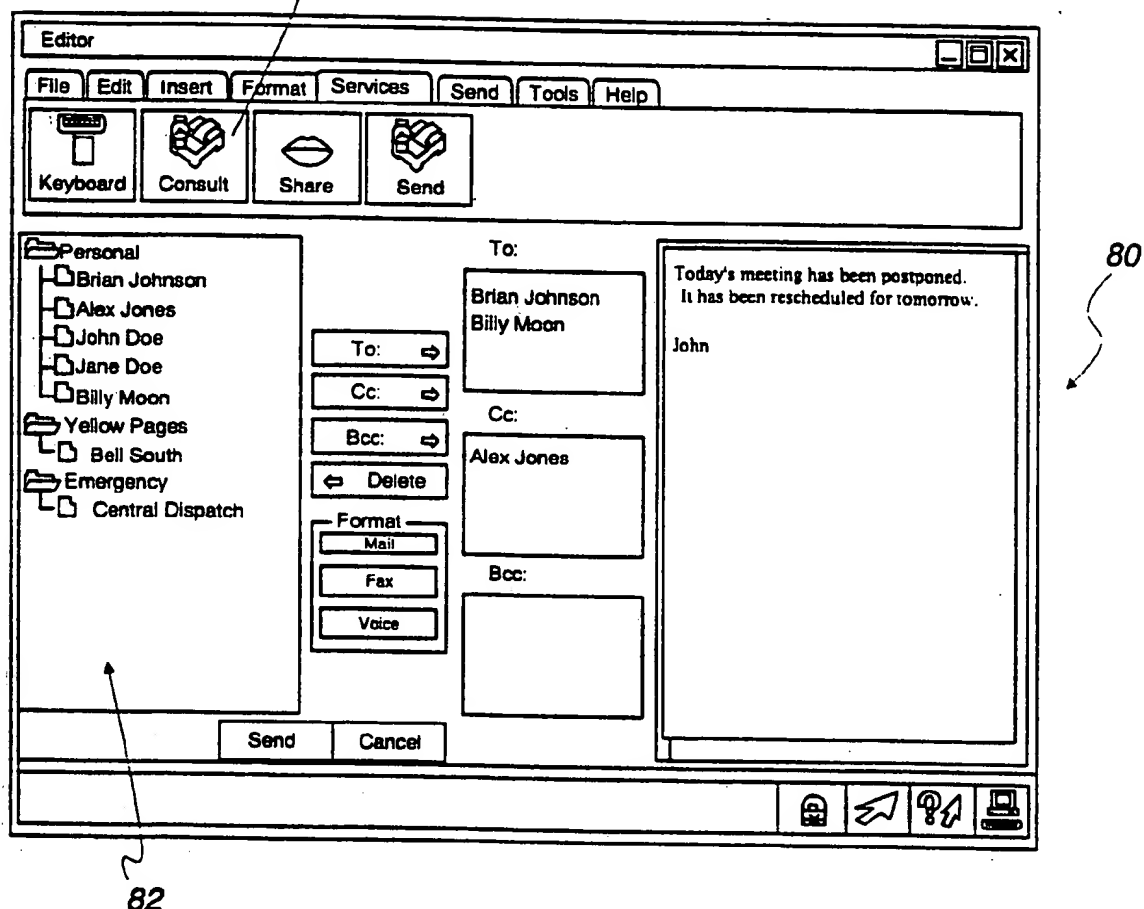 Editor
File Edit Insert Format Services Send Tools Help
Keyboard Consult Share Send
Personal
Brian Johnson
Alex Jones
John Doe
Jane Doe
Billy Moon
Yellow Pages
Bell South
Emergency
Central Dispatch
To:
Cc:
Bcc:
Delete
Format
Mail
Fax
Voice
To:
Brian Johnson
Billy Moon
Cc:
Alex Jones
Bcc:
Today's meeting has been postponed.
It has been rescheduled for tomorrow.
John
Send Cancel
80
82